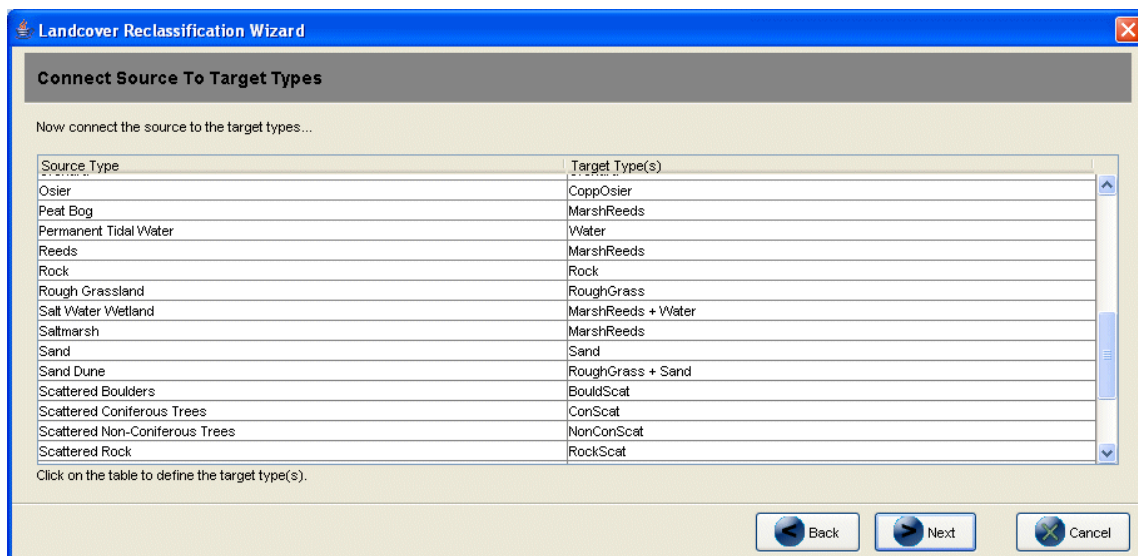 Landcover Reclassification Wizard
Connect Source To Target Types
Now connect the source to the target types...
Source Type Target Type(s)
Osier CoppOsier
Peat Bog MarshReeds
Permanent Tidal Water Water
Reeds MarshReeds
Rock Rock
Rough Grassland RoughGrass
Salt Water Wetland MarshReeds + Water
Saltmarsh MarshReeds
Sand Sand
Sand Dune RoughGrass + Sand
Scattered Boulders BouldScat
Scattered Coniferous Trees ConScat
Scattered Non-Coniferous Trees NonConScat
Scattered Rock RockScat
Click on the table to define the target type(s).
Back Next Cancel